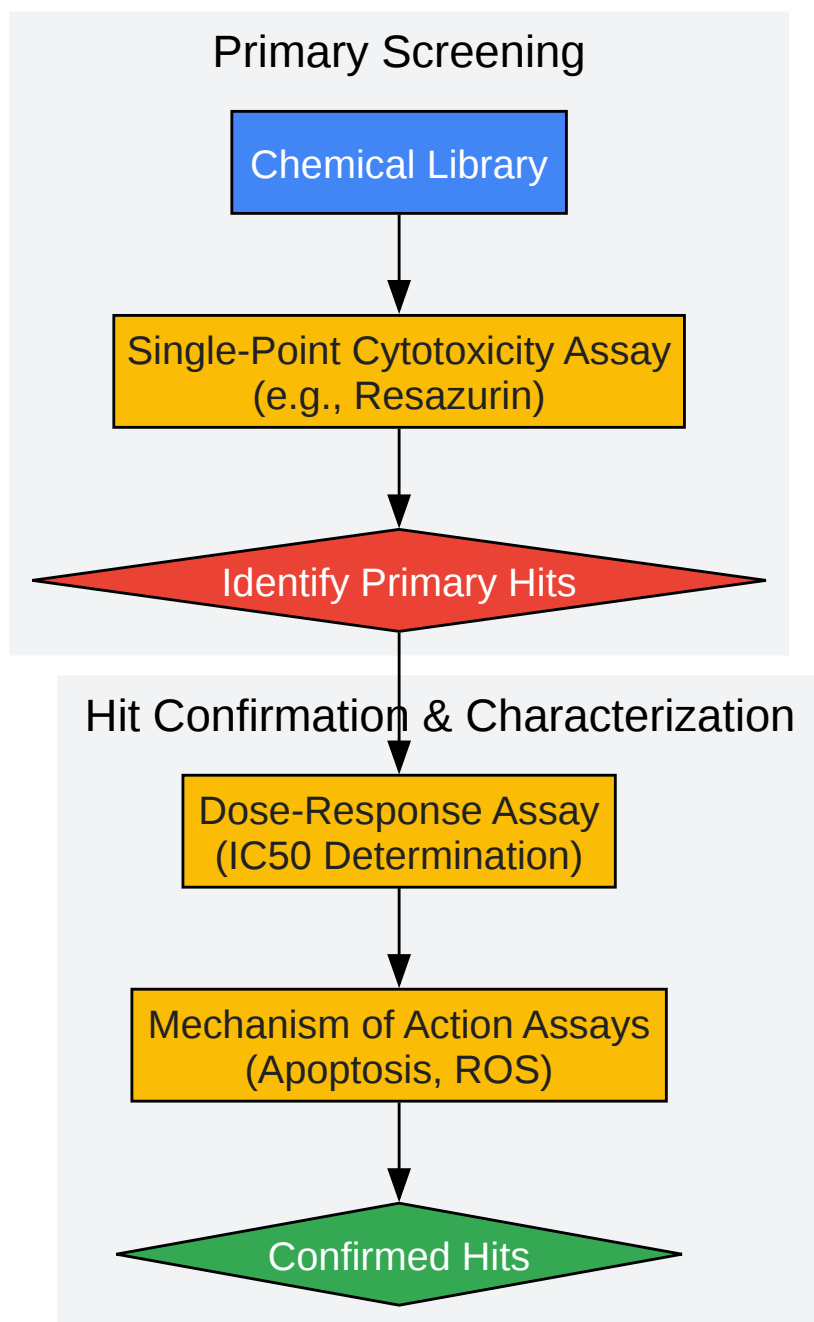 Primary Screening
Chemical Library
Single-Point Cytotoxicity Assay
(e.g., Resazurin)
Identify Primary Hits
Hit Confirmation & Characterization
Dose-Response Assay
(IC50 Determination)
Mechanism of Action Assays
(Apoptosis, ROS)
Confirmed Hits